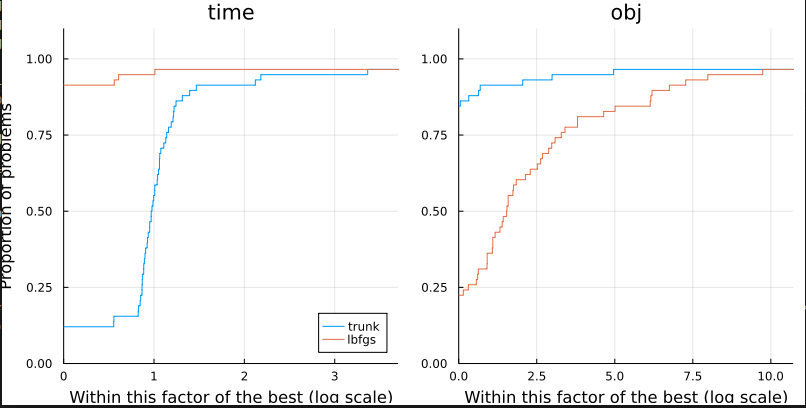 time
obj
Proportion of problems
1.00
0.75
0.50
0.25
0.00
0
1
2
3
Within this factor of the best (log scale)
trunk
lbfgs
1.00
0.75
0.50
0.25
0.00
0.0
2.5
5.0
7.5
10.0
Within this factor of the best (log scale)